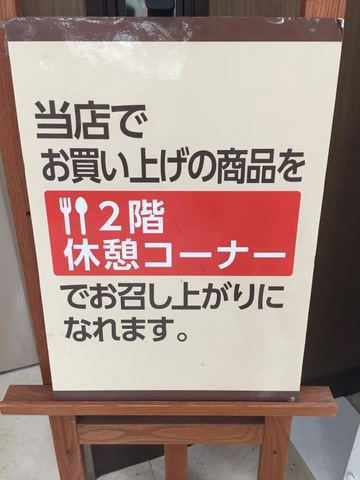 当店で
お買い上げの商品を
2階
休憩コーナー
でお召し上がりに
なれます。